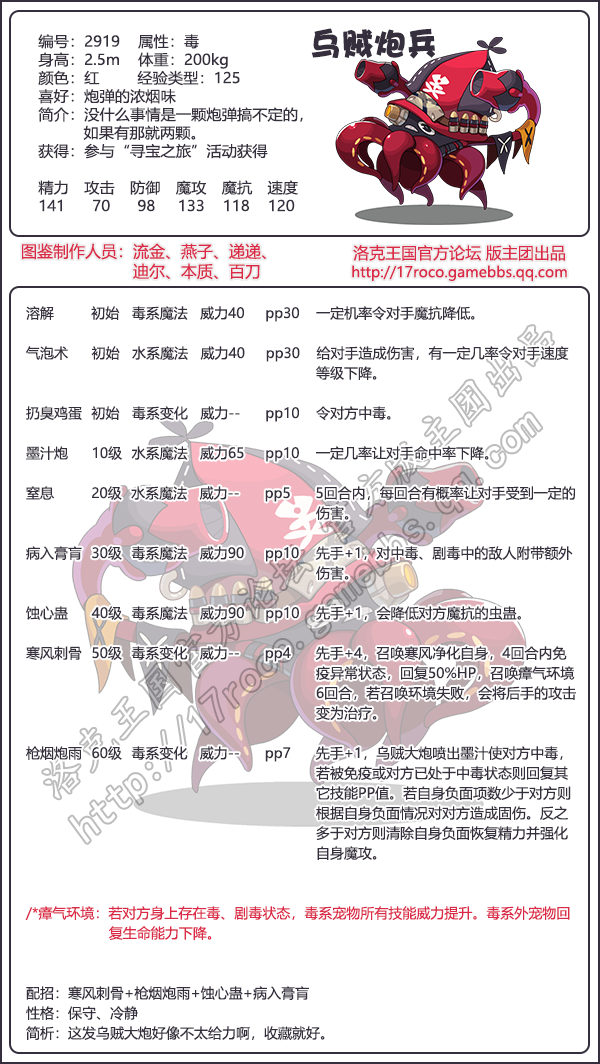 编号：2919 属性：毒
身高：2.5m 体重：200kg
颜色：红 经验类型：125
喜好：炮弹的浓烟味
简介：没什么事情是一颗炮弹搞不定的，
如果有那就两颗。
获得：参与“寻宝之旅”活动获得
精力 攻击 防御 魔攻 魔抗 速度
141 70 98 133 118 120
乌贼炮兵
图鉴制作人员：流金、燕子、递递、
迪尔、本质、百刀
洛克王国官方论坛 版主团出品
http://17roco.gamebbs.qq.com
溶解 初始 毒系魔法 威力40 pp30 一定机率令对手魔抗降低。
气泡术 初始 水系魔法 威力40 pp30 给对手造成伤害，有一定几率令对手速度
等级下降。
扔臭鸡蛋 初始 毒系变化 威力-- pp10 令对方中毒。
墨汁炮 10级 水系魔法 威力65 pp10 一定几率让对手命中率下降。
窒息 20级 水系魔法 威力-- pp5 5回合内，每回合有概率让对手受到一定的
伤害。
病入膏肓 30级 毒系魔法 威力90 pp10 先手+1，对中毒、剧毒中的敌人附带额外
伤害。
蚀心蛊 40级 毒系魔法 威力90 pp10 先手+1，会降低对方魔抗的虫蛊。
寒风刺骨 50级 毒系变化 威力-- pp4 先手+4，召唤寒风净化自身，4回合内免
疫异常状态，回复50%HP，召唤瘴气环境
6回合，若召唤环境失败，会将后手的攻击
变为治疗。
枪烟炮雨 60级 毒系变化 威力-- pp7 先手+1，乌贼大炮喷出墨汁使对方中毒，
若被免疫或对方已处于中毒状态则回复其
它技能PP值。若自身负面项数少于对方则
根据自身负面情况对对方造成固伤。反之
多于对方则清除自身负面恢复精力并强化
自身魔攻。
洛克王国官方论坛 版主团出品
http://17roco.gamebbs.qq.com
/*瘴气环境：若对方身上存在毒、剧毒状态，毒系宠物所有技能威力提升。毒系外宠物回
复生命能力下降。
配招：寒风刺骨+枪烟炮雨+蚀心蛊+病入膏肓
性格：保守、冷静
简析：这发乌贼大炮好像不太给力啊，收藏就好。